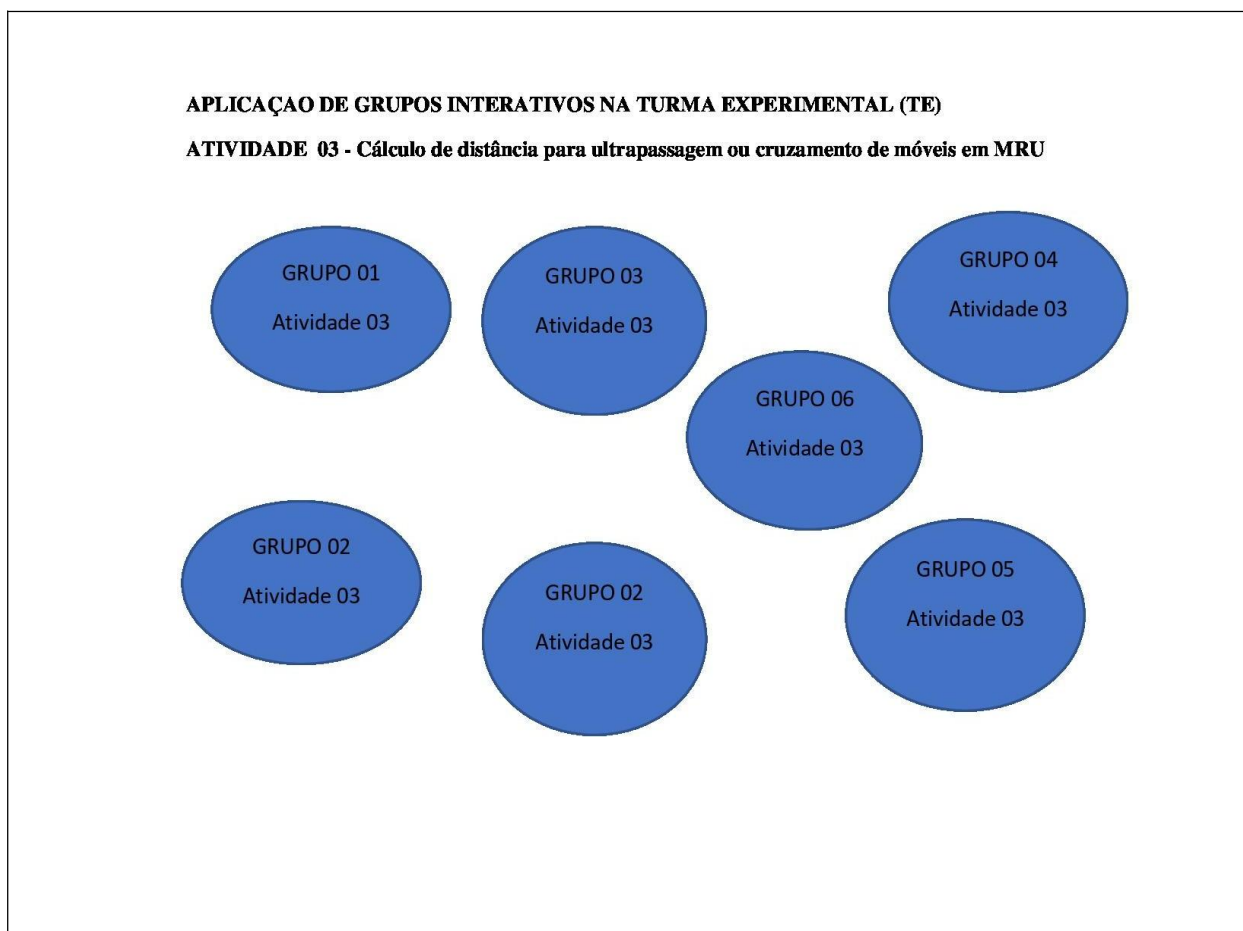 APLICAÇAO DE GRUPOS INTERATIVOS NA TURMA EXPERIMENTAL (TE)
ATIVIDADE 03 - Cálculo de distância para ultrapassagem ou cruzamento de móveis em MRU
GRUPO 01
Atividade 03
GRUPO 03
Atividade 03
GRUPO 04
Atividade 03
GRUPO 06
Atividade 03
GRUPO 02
Atividade 03
GRUPO 02
Atividade 03
GRUPO 05
Atividade 03